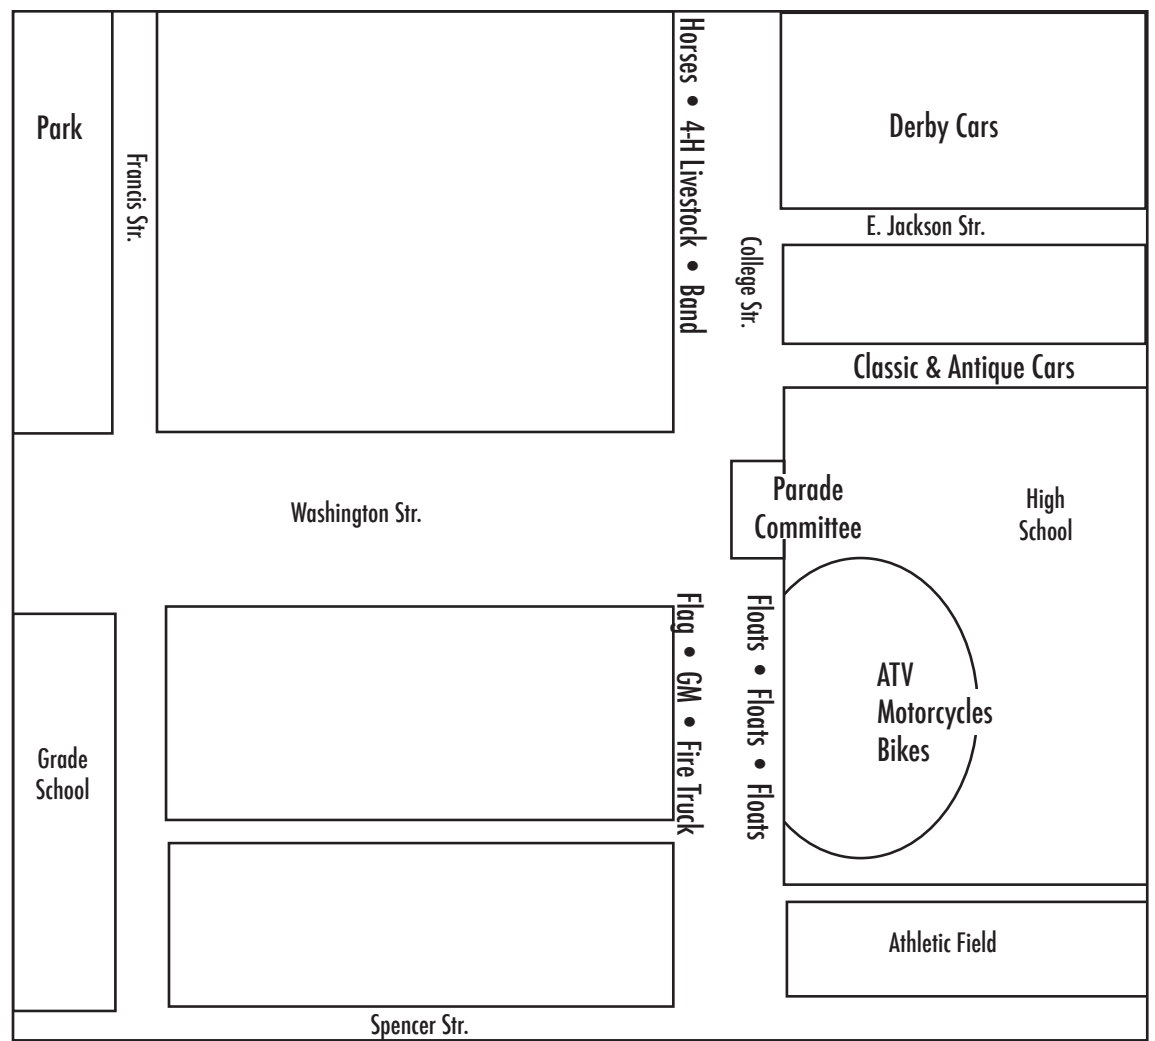 Park
Francis Str.
Horses • 4-H Livestock • Band
College Str.
Derby Cars
E. Jackson Str.
Classic & Antique Cars
Washington Str.
Parade
Committee
High
School
Flag • GM • Fire Truck
Floats • Floats • Floats
ATV
Motorcycles
Bikes
Grade
School
Athletic Field
Spencer Str.